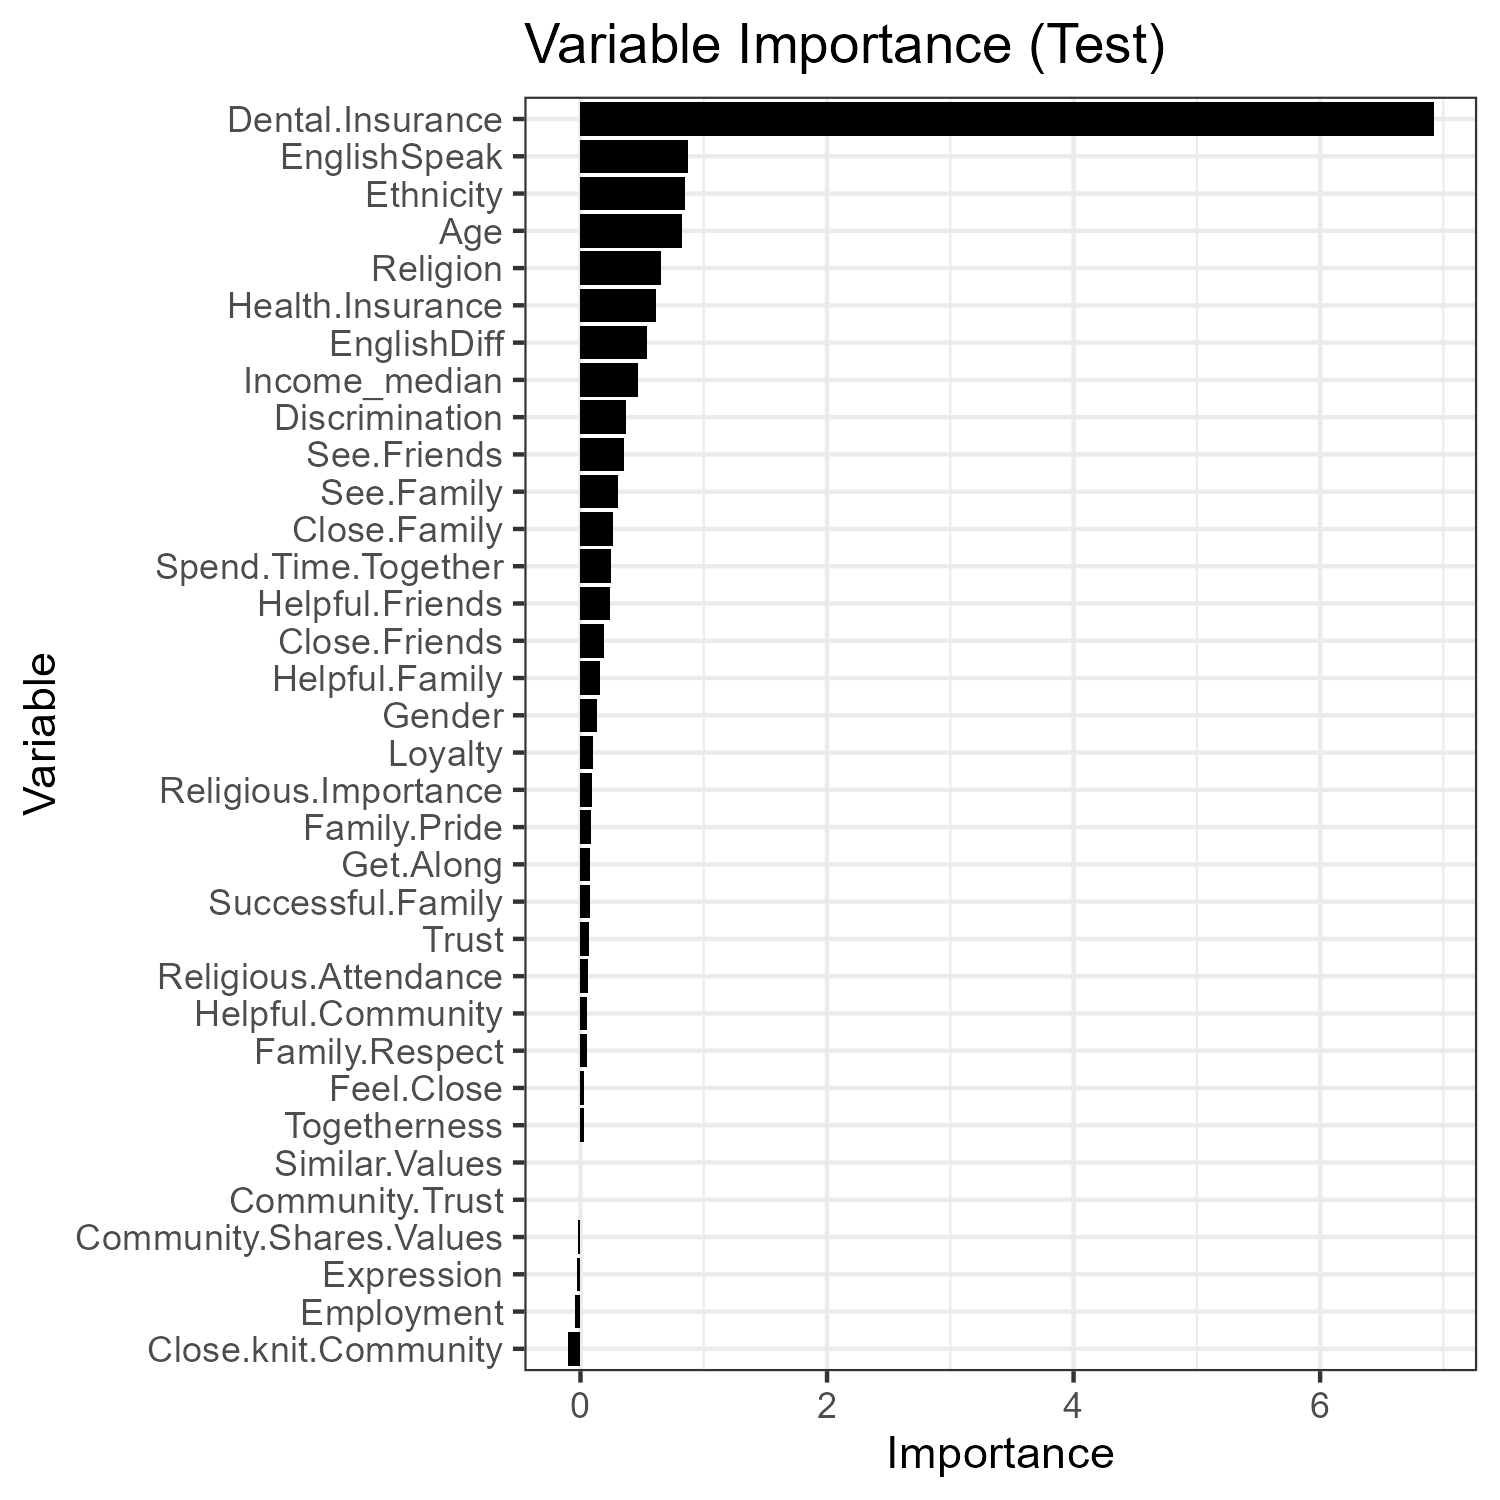 Variable Importance (Test)
Dental.Insurance
EnglishSpeak
Ethnicity
Age
Religion
Health.Insurance
EnglishDiff
Income_median
Discrimination
See.Friends
See.Family
Close.Family
Spend.Time.Together
Helpful.Friends
Close.Friends
Helpful.Family
Gender
Loyalty
Religious.Importance
Family.Pride
Get.Along
Successful.Family
Trust
Religious.Attendance
Helpful.Community
Family.Respect
Feel.Close
Togetherness
Similar.Values
Community.Trust
Community.Shares.Values
Expression
Employment
Close.knit.Community
Variable
0 2 4 6
Importance